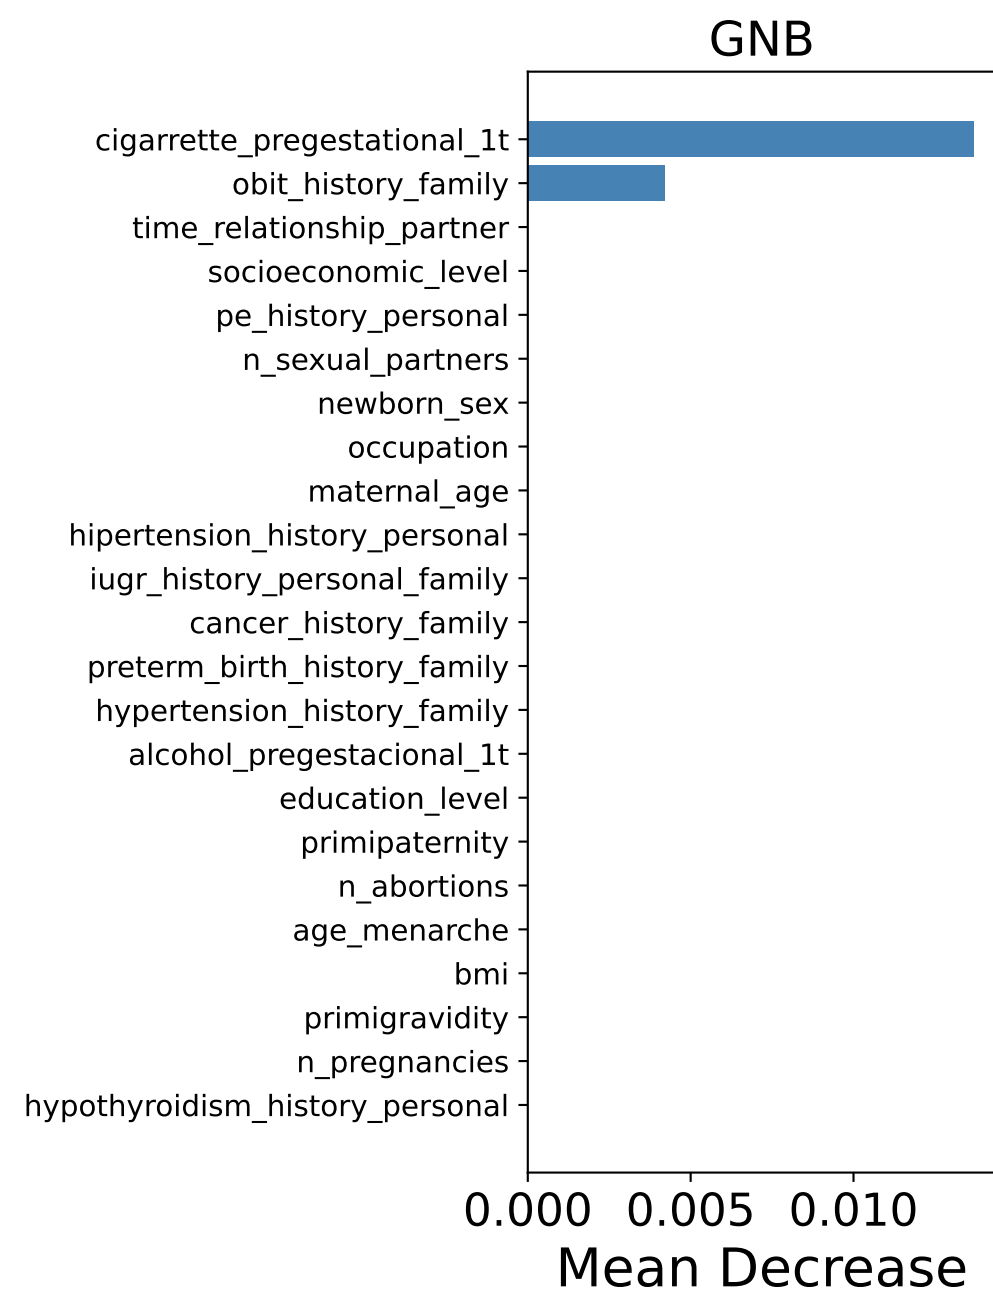 GNB
cigarrette_pregestational_1t
obit_history_family
time_relationship_partner
socioeconomic_level
pe_history_personal
n_sexual_partners
newborn_sex
occupation
maternal_age
hipertension_history_personal
iugr_history_personal_family
cancer_history_family
preterm_birth_history_family
hypertension_history_family
alcohol_pregestacional_1t
education_level
primipaternity
n_abortions
age_menarche
bmi
primigravidity
n_pregnancies
hypothyroidism_history_personal
0.000 0.005 0.010
Mean Decrease